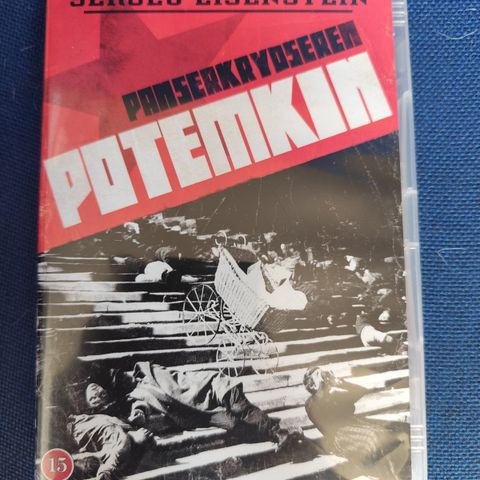 SERGEJ EISENSTEIN
PANSERKRYDSEREN
POTEMKIN
15